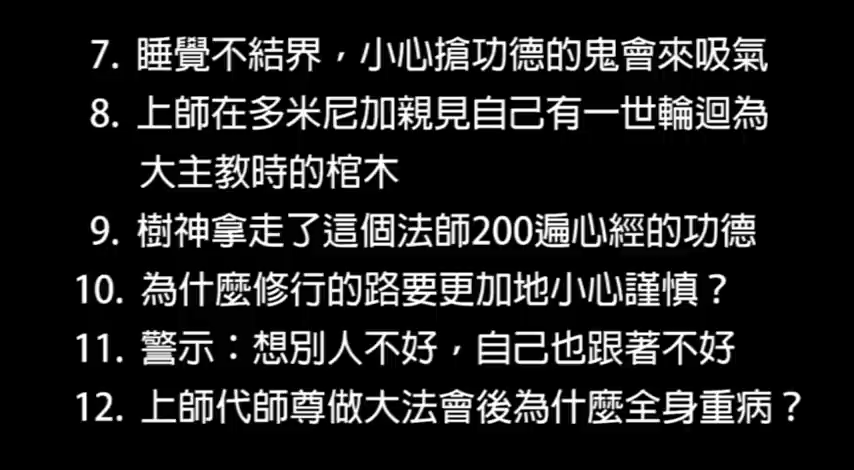 7. 睡覺不結界，小心搶功德的鬼會來吸氣
8. 上師在多米尼加親見自己有一世輪迴為
大主教時的棺木
9. 樹神拿走了這個法師200遍心經的功德
10. 為什麼修行的路要更加地小心謹慎？
11. 警示：想別人不好，自己也跟著不好
12. 上師代師尊做大法會後為什麼全身重病？